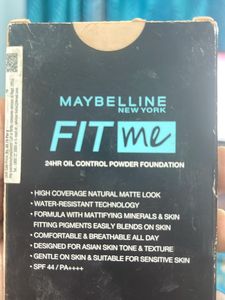 MAYBELLINE
NEW YORK
FIT me
24HR OIL CONTROL POWDER FOUNDATION
• HIGH COVERAGE NATURAL MATTE LOOK
• WATER-RESISTANT TECHNOLOGY
• FORMULA WITH MATTIFYING MINERALS & SKIN
FITTING PIGMENTS EASILY BLENDS ON SKIN
• COMFORTABLE & BREATHABLE ALL DAY
• DESIGNED FOR ASIAN SKIN TONE & TEXTURE
• GENTLE ON SKIN & SUITABLE FOR SENSITIVE SKIN
• SPF 44 / PA++++